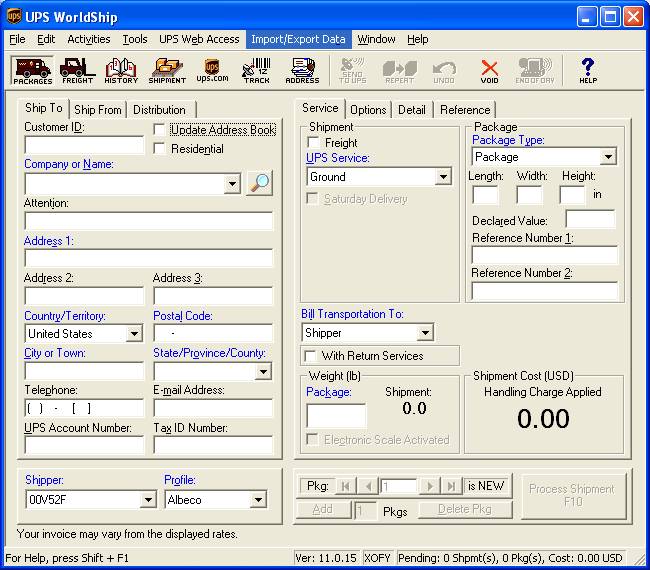 UPS WorldShip
File Edit Activities Tools UPS Web Access Import/Export Data Window Help
PACKAGES FREIGHT HISTORY SHIPMENT ups.com TRACK ADDRESS SEND TO UPS REPEAT UNDO VOID END OF DAY HELP
Ship To Ship From Distribution
Customer ID:
Update Address Book
Residential
Company or Name:
Attention:
Address 1:
Address 2: Address 3:
Country/Territory: Postal Code:
United States -
City or Town: State/Province/County:
Telephone: E-mail Address:
( ) - [ ]
UPS Account Number: Tax ID Number:
Shipper: Profile:
00V52F Albeco
Your invoice may vary from the displayed rates.
Service Options Detail Reference
Shipment
Freight
UPS Service:
Ground
Saturday Delivery
Package
Package Type:
Package
Length: Width: Height:
in
Declared Value:
Reference Number 1:
Reference Number 2:
Bill Transportation To:
Shipper
With Return Services
Weight (lb)
Package: Shipment:
0.0
Electronic Scale Activated
Shipment Cost (USD)
Handling Charge Applied
0.00
Pkg: 1 is NEW
Add 1 Pkgs Delete Pkg
Process Shipment
F10
For Help, press Shift + F1 Ver: 11.0.15 XOFY Pending: 0 Shpmt(s), 0 Pkg(s), Cost: 0.00 USD